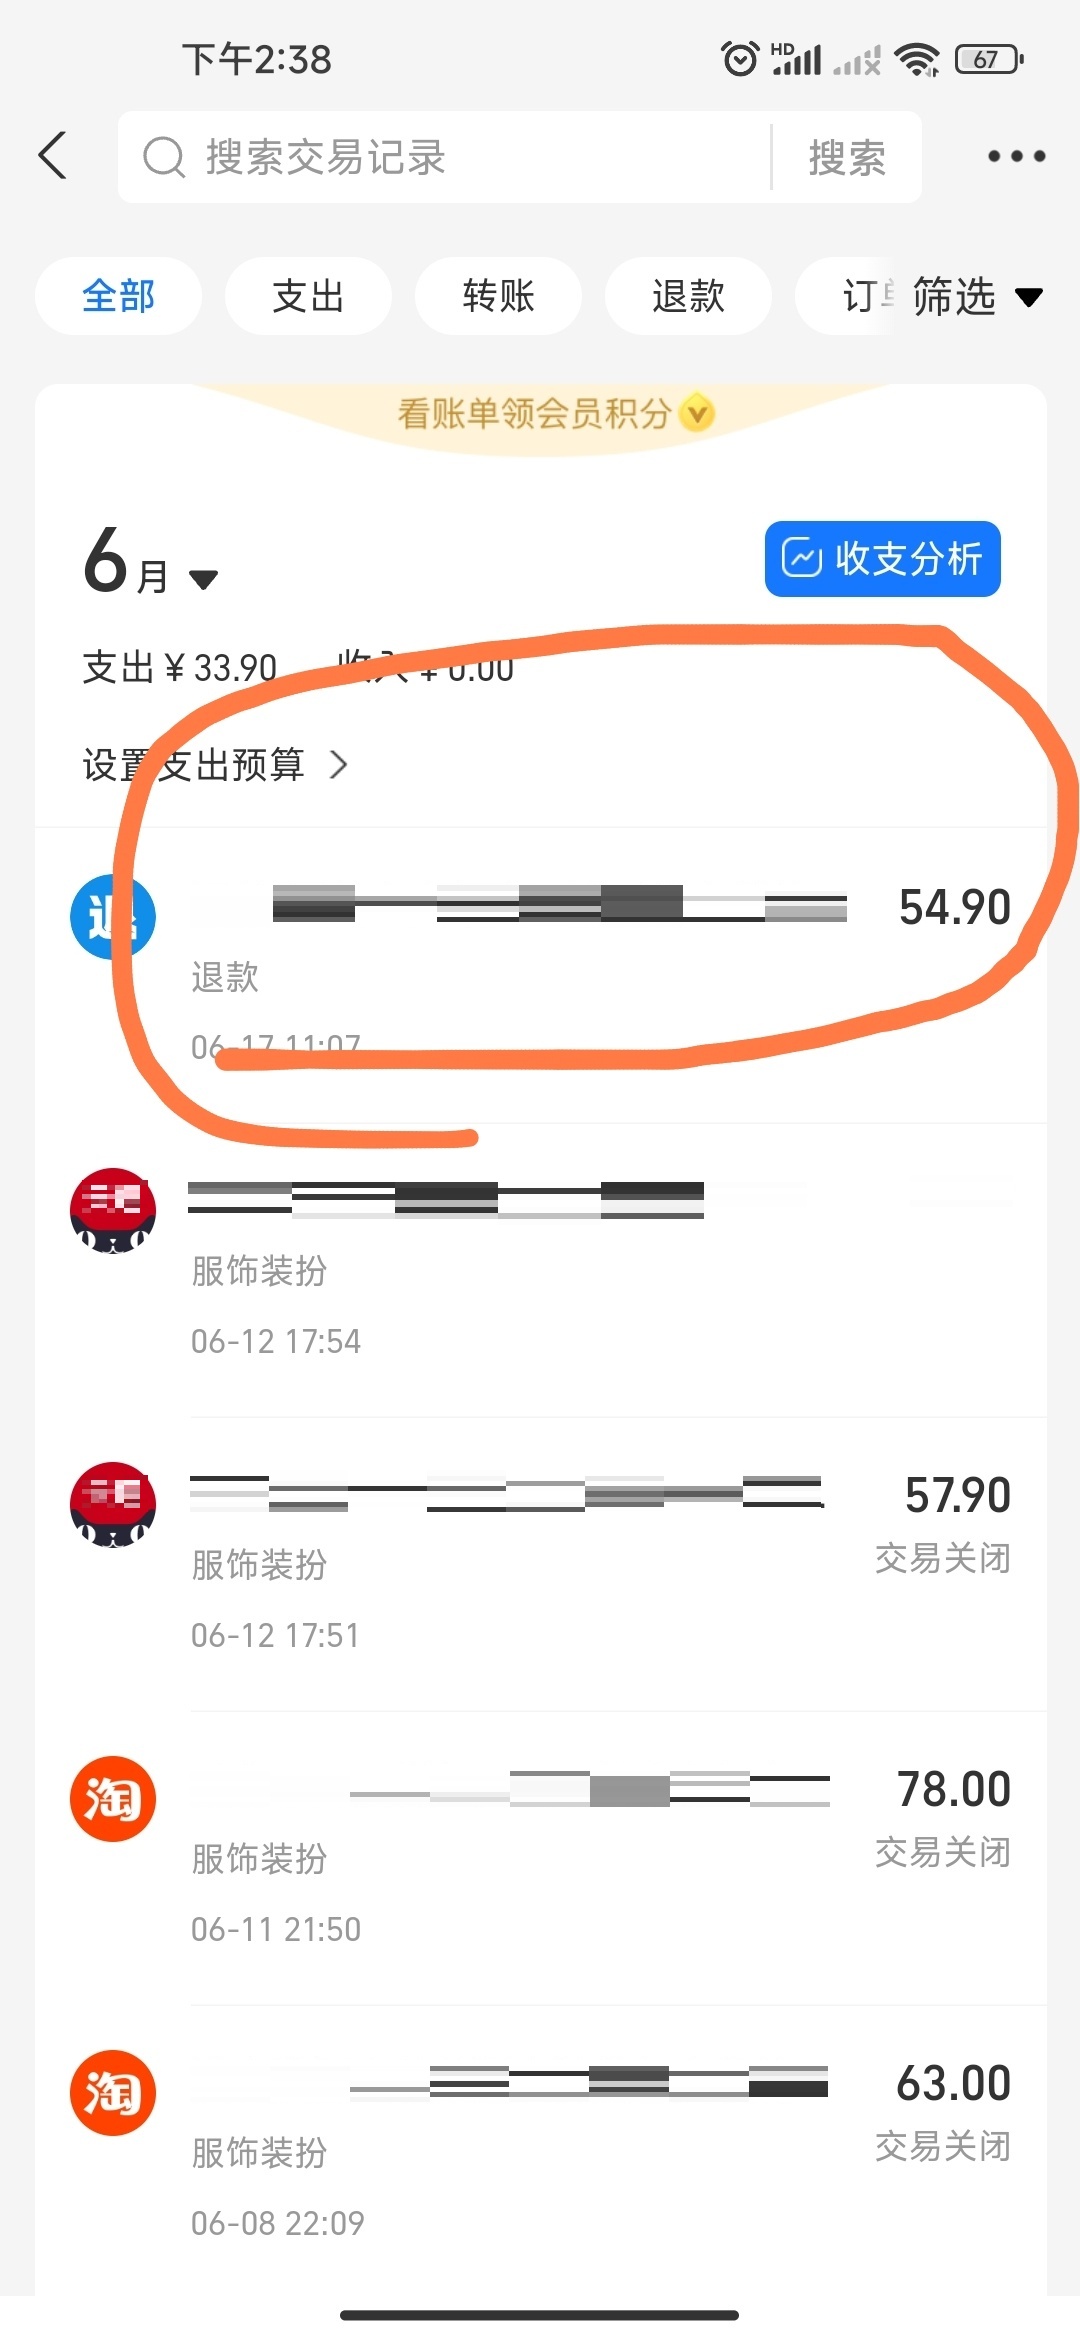 下午2:38
HD
67
搜索交易记录 搜索
全部 支出 转账 退款 订单 筛选
看账单领会员积分
6月
收支分析
支出¥33.90 收入¥0.00
设置支出预算
退
54.90
退款
06-17 11:07
服饰装扮
06-12 17:54
57.90
服饰装扮
交易关闭
06-12 17:51
淘
78.00
服饰装扮
交易关闭
06-11 21:50
淘
63.00
服饰装扮
交易关闭
06-08 22:09